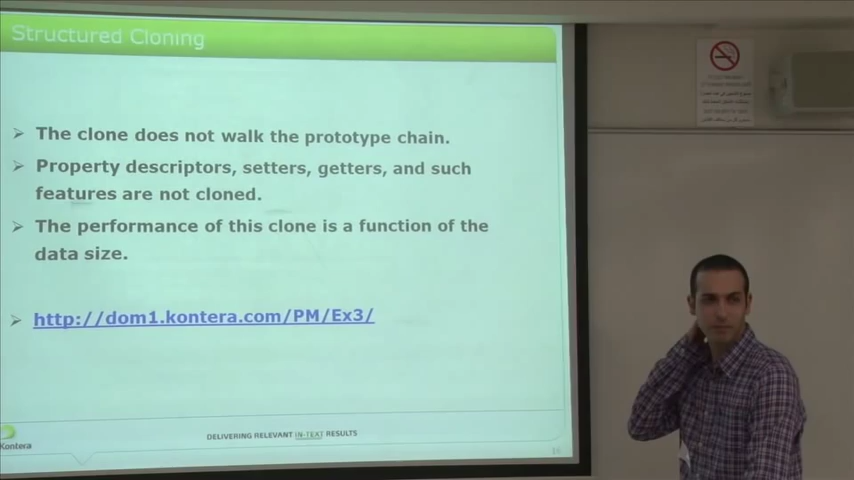 Structured Cloning
The clone does not walk the prototype chain.
Property descriptors, setters, getters, and such
features are not cloned.
The performance of this clone is a function of the
data size.
http://dom1.kontera.com/PM/Ex3/
Kontera
DELIVERING RELEVANT IN-TEXT RESULTS
16